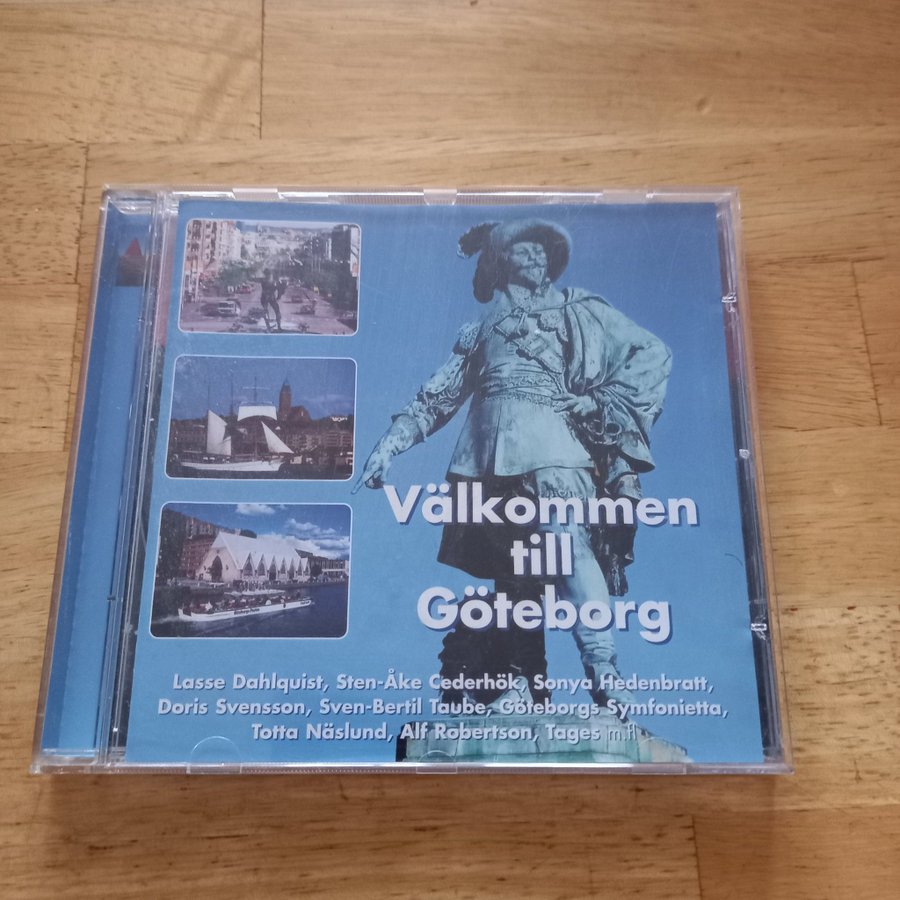 Välkommen
till
Göteborg
Lasse Dahlquist, Sten-Åke Cederhök, Sonya Hedenbratt,
Doris Svensson, Sven-Bertil Taube, Göteborgs Symfonietta,
Totta Näslund, Alf Robertson, Tages m.fl